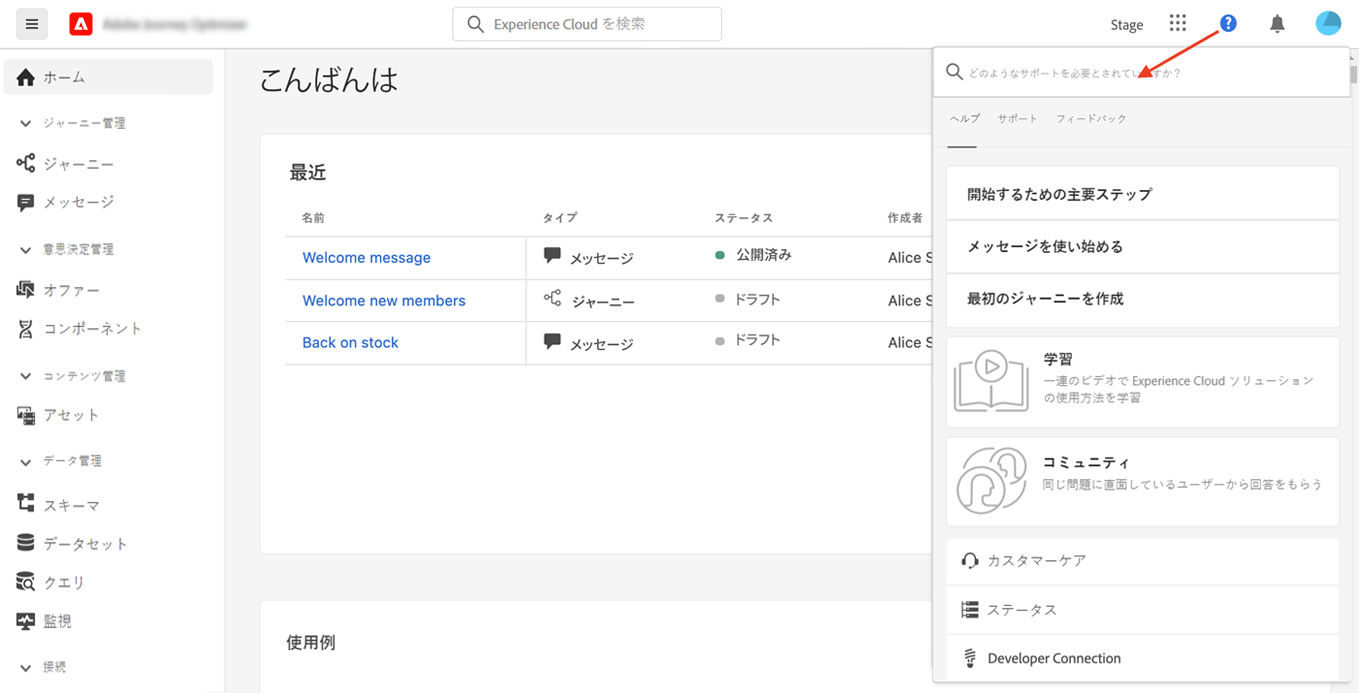 Adobe Journey Optimizer
Experience Cloud を検索
Stage
?
ホーム
ジャーニー管理
ジャーニー
メッセージ
意思決定管理
オファー
コンポーネント
コンテンツ管理
アセット
データ管理
スキーマ
データセット
クエリ
監視
接続
こんばんは
最近
名前 タイプ ステータス 作成者
Welcome message メッセージ 公開済み Alice S
Welcome new members ジャーニー ドラフト Alice S
Back on stock メッセージ ドラフト Alice S
使用例
どのようなサポートを必要とされていますか？
ヘルプ サポート フィードバック
開始するための主要ステップ
メッセージを使い始める
最初のジャーニーを作成
学習
一連のビデオで Experience Cloud ソリューション
の使用方法を学習
コミュニティ
同じ問題に直面しているユーザーから回答をもらう
カスタマーケア
ステータス
Developer Connection